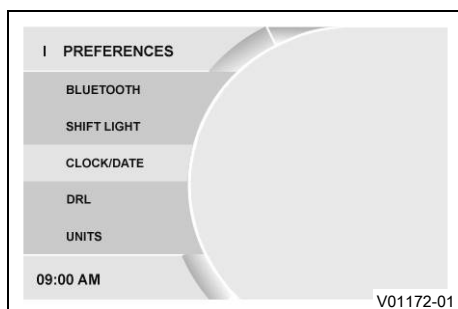 I PREFERENCES
BLUETOOTH
SHIFT LIGHT
CLOCK/DATE
DRL
UNITS
09:00 AM
V01172-01